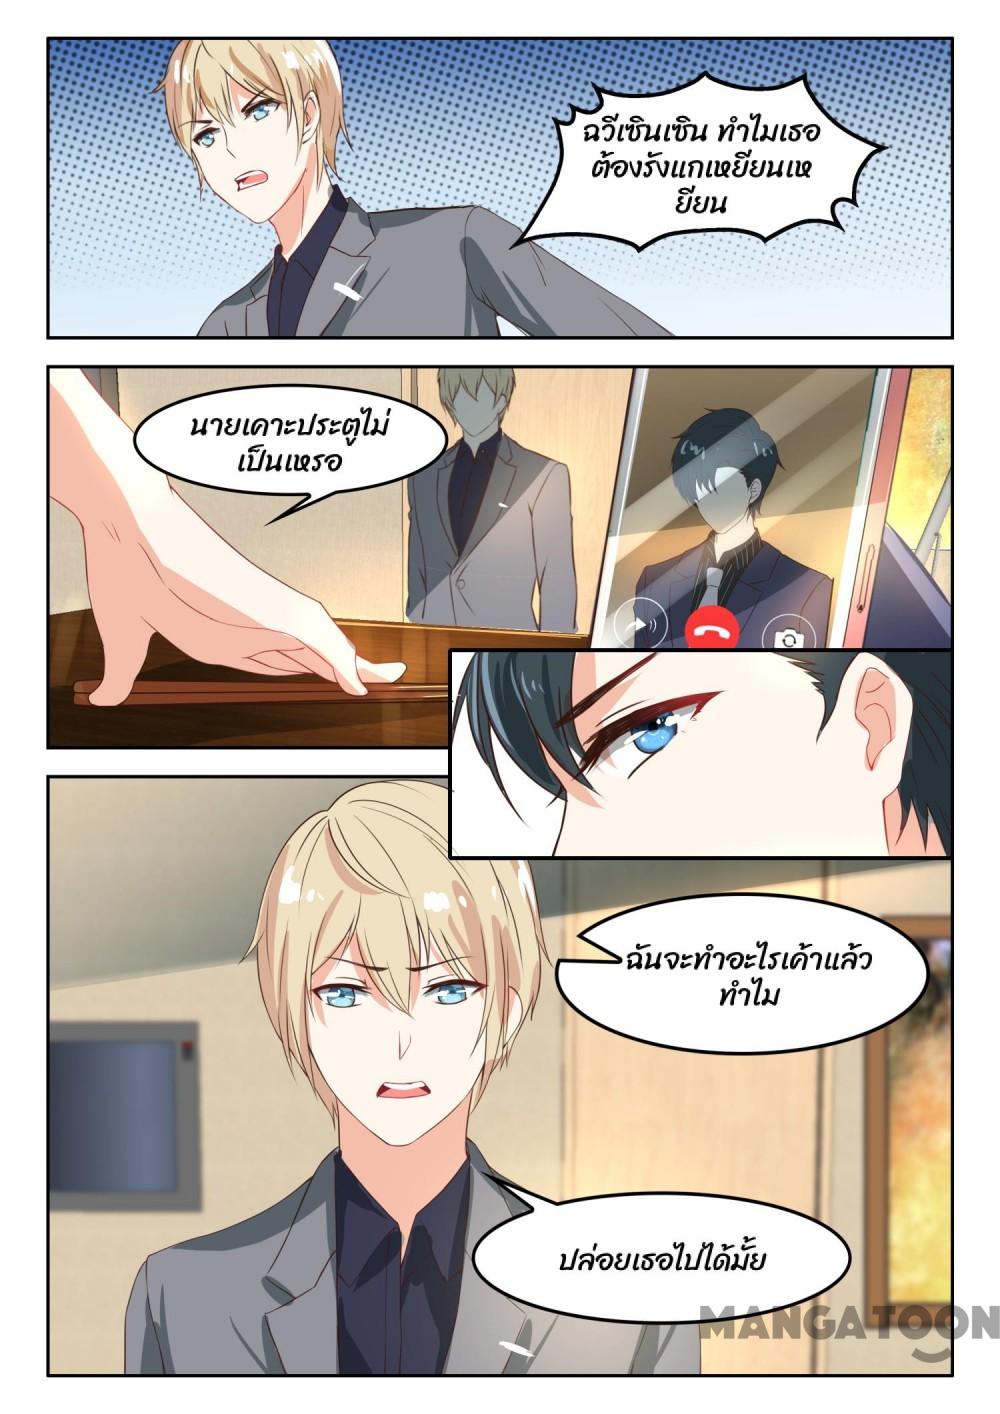 ฉวีเซินเซิน ทำไมเธอ
ต้องรังแกเหยียนเห
ยียน
นายเคาะประตูไม่
เป็นเหรอ
ฉันจะทำอะไรเค้าแล้ว
ทำไม
ปล่อยเธอไปได้มั้ย
MANGATOON